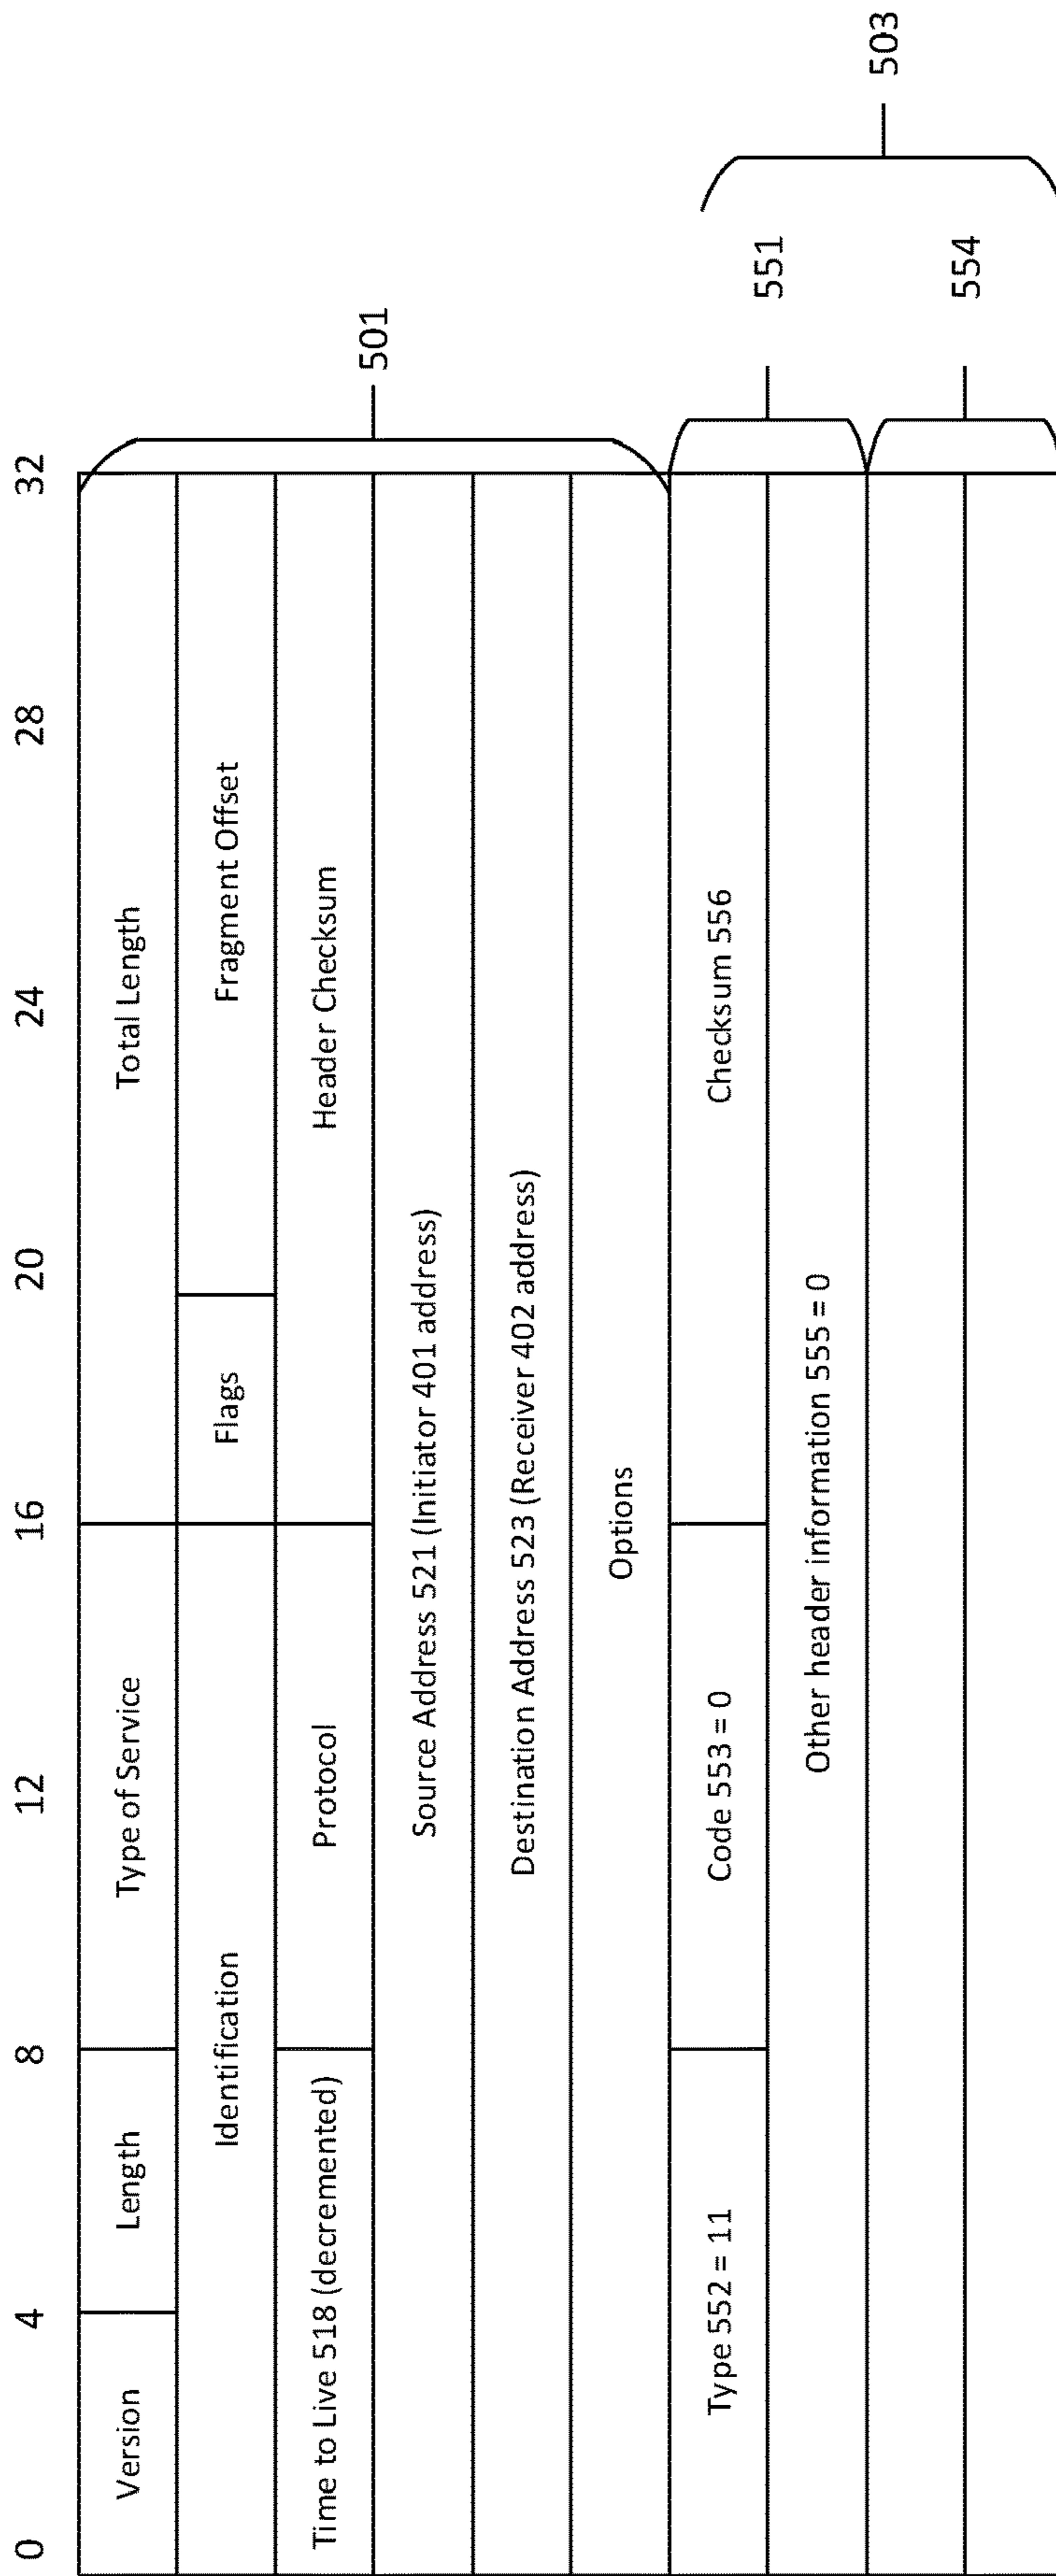 0 4 8 12 16 20 24 28 32
Version Length Type of Service Total Length
Identification Flags Fragment Offset
Time to Live 518 (decremented) Protocol Header Checksum
501
Source Address 521 (Initiator 401 address)
Destination Address 523 (Receiver 402 address)
Options
Type 552 = 11 Code 553 = 0 Checksum 556
551
Other header information 555 = 0
503
554